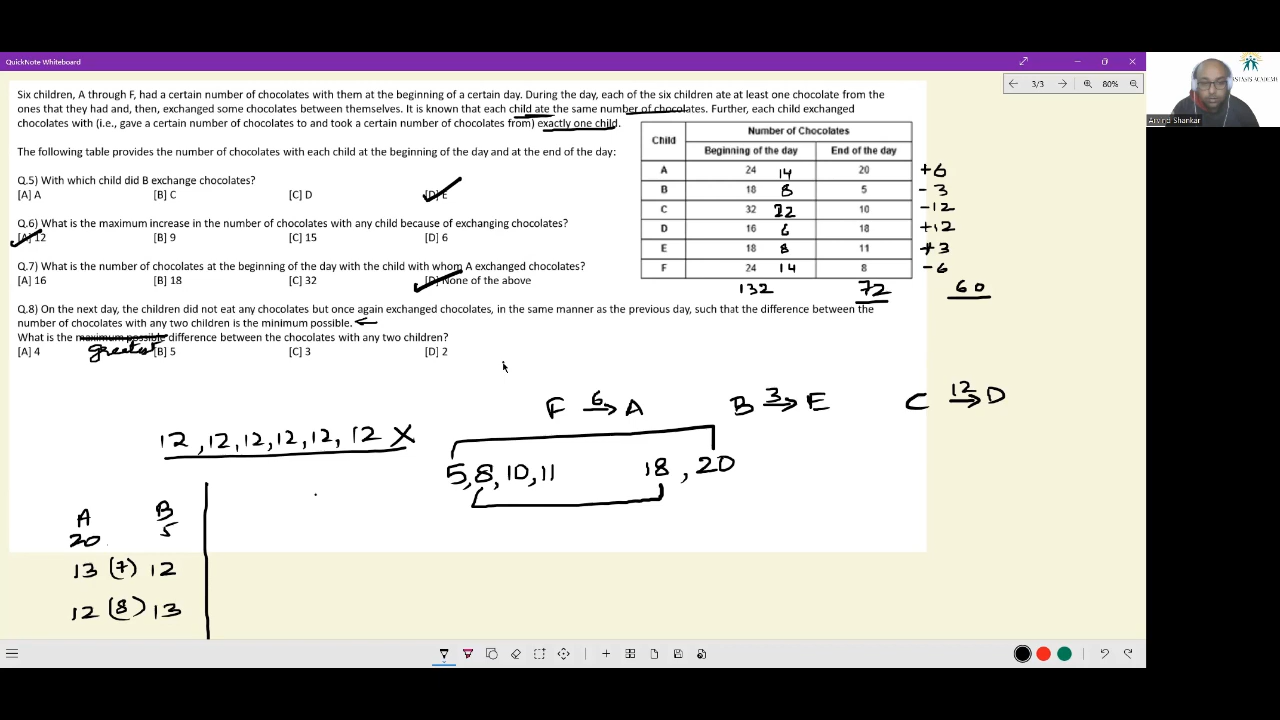 QuickNote Whiteboard
3/3
80%
Six children, A through F, had a certain number of chocolates with them at the beginning of a certain day. During the day, each of the six children ate at least one chocolate from the
ones that they had and, then, exchanged some chocolates between themselves. It is known that each child ate the same number of chocolates. Further, each child exchanged
chocolates with (i.e., gave a certain number of chocolates to and took a certain number of chocolates from) exactly one child.
The following table provides the number of chocolates with each child at the beginning of the day and at the end of the day:
Q.5) With which child did B exchange chocolates?
[A] A [B] C [C] D [D] E
Q.6) What is the maximum increase in the number of chocolates with any child because of exchanging chocolates?
[A] 12 [B] 9 [C] 15 [D] 6
Q.7) What is the number of chocolates at the beginning of the day with the child with whom A exchanged chocolates?
[A] 16 [B] 18 [C] 32 [D] None of the above
Q.8) On the next day, the children did not eat any chocolates but once again exchanged chocolates, in the same manner as the previous day, such that the difference between the
number of chocolates with any two children is the minimum possible.
What is the maximum possible difference between the chocolates with any two children?
greatest
[A] 4 [B] 5 [C] 3 [D] 2
Child Number of Chocolates
Beginning of the day End of the day
A 24 14 20 +6
B 18 8 5 -3
C 32 22 10 -12
D 16 6 18 +12
E 18 8 11 +3
F 24 14 8 -6
132 72 60
F 6 → A B 3 → E C 12 → D
12, 12, 12, 12, 12, 12 X
5, 8, 10, 11 18, 20
A B
20 5
13 (7) 12
12 (8) 13
Arvind Shankar